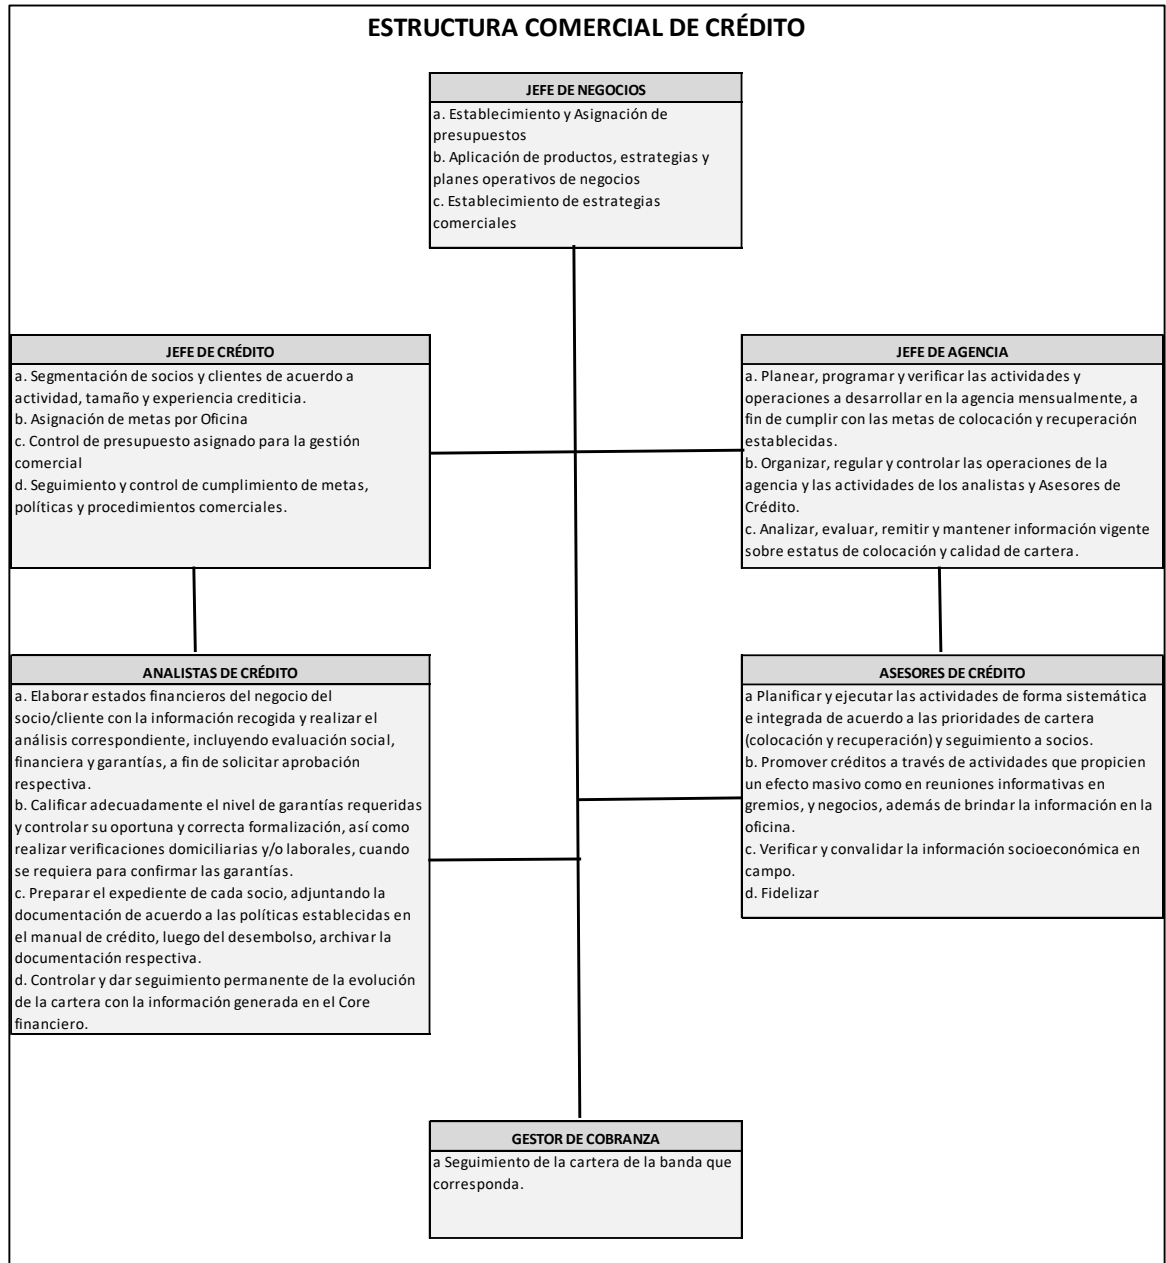 ESTRUCTURA COMERCIAL DE CRÉDITO
JEFE DE NEGOCIOS
a. Establecimiento y Asignación de
presupuestos
b. Aplicación de productos, estrategias y
planes operativos de negocios
c. Establecimiento de estrategias
comerciales
JEFE DE CRÉDITO
a. Segmentación de socios y clientes de acuerdo a
actividad, tamaño y experiencia crediticia.
b. Asignación de metas por Oficina
c. Control de presupuesto asignado para la gestión
comercial
d. Seguimiento y control de cumplimiento de metas,
políticas y procedimientos comerciales.
JEFE DE AGENCIA
a. Planear, programar y verificar las actividades y
operaciones a desarrollar en la agencia mensualmente, a
fin de cumplir con las metas de colocación y recuperación
establecidas.
b. Organizar, regular y controlar las operaciones de la
agencia y las actividades de los analistas y Asesores de
Crédito.
c. Analizar, evaluar, remitir y mantener información vigente
sobre estatus de colocación y calidad de cartera.
ANALISTAS DE CRÉDITO
a. Elaborar estados financieros del negocio del
socio/cliente con la información recogida y realizar el
análisis correspondiente, incluyendo evaluación social,
financiera y garantías, a fin de solicitar aprobación
respectiva.
b. Calificar adecuadamente el nivel de garantías requeridas
y controlar su oportuna y correcta formalización, así como
realizar verificaciones domiciliarias y/o laborales, cuando
se requiera para confirmar las garantías.
c. Preparar el expediente de cada socio, adjuntando la
documentación de acuerdo a las políticas establecidas en
el manual de crédito, luego del desembolso, archivar la
documentación respectiva.
d. Controlar y dar seguimiento permanente de la evolución
de la cartera con la información generada en el Core
financiero.
ASESORES DE CRÉDITO
a Planificar y ejecutar las actividades de forma sistemática
e integrada de acuerdo a las prioridades de cartera
(colocación y recuperación) y seguimiento a socios.
b. Promover créditos a través de actividades que propicien
un efecto masivo como en reuniones informativas en
gremios, y negocios, además de brindar la información en la
oficina.
c. Verificar y convalidar la información socioeconómica en
campo.
d. Fidelizar
GESTOR DE COBRANZA
a Seguimiento de la cartera de la banda que
corresponda.